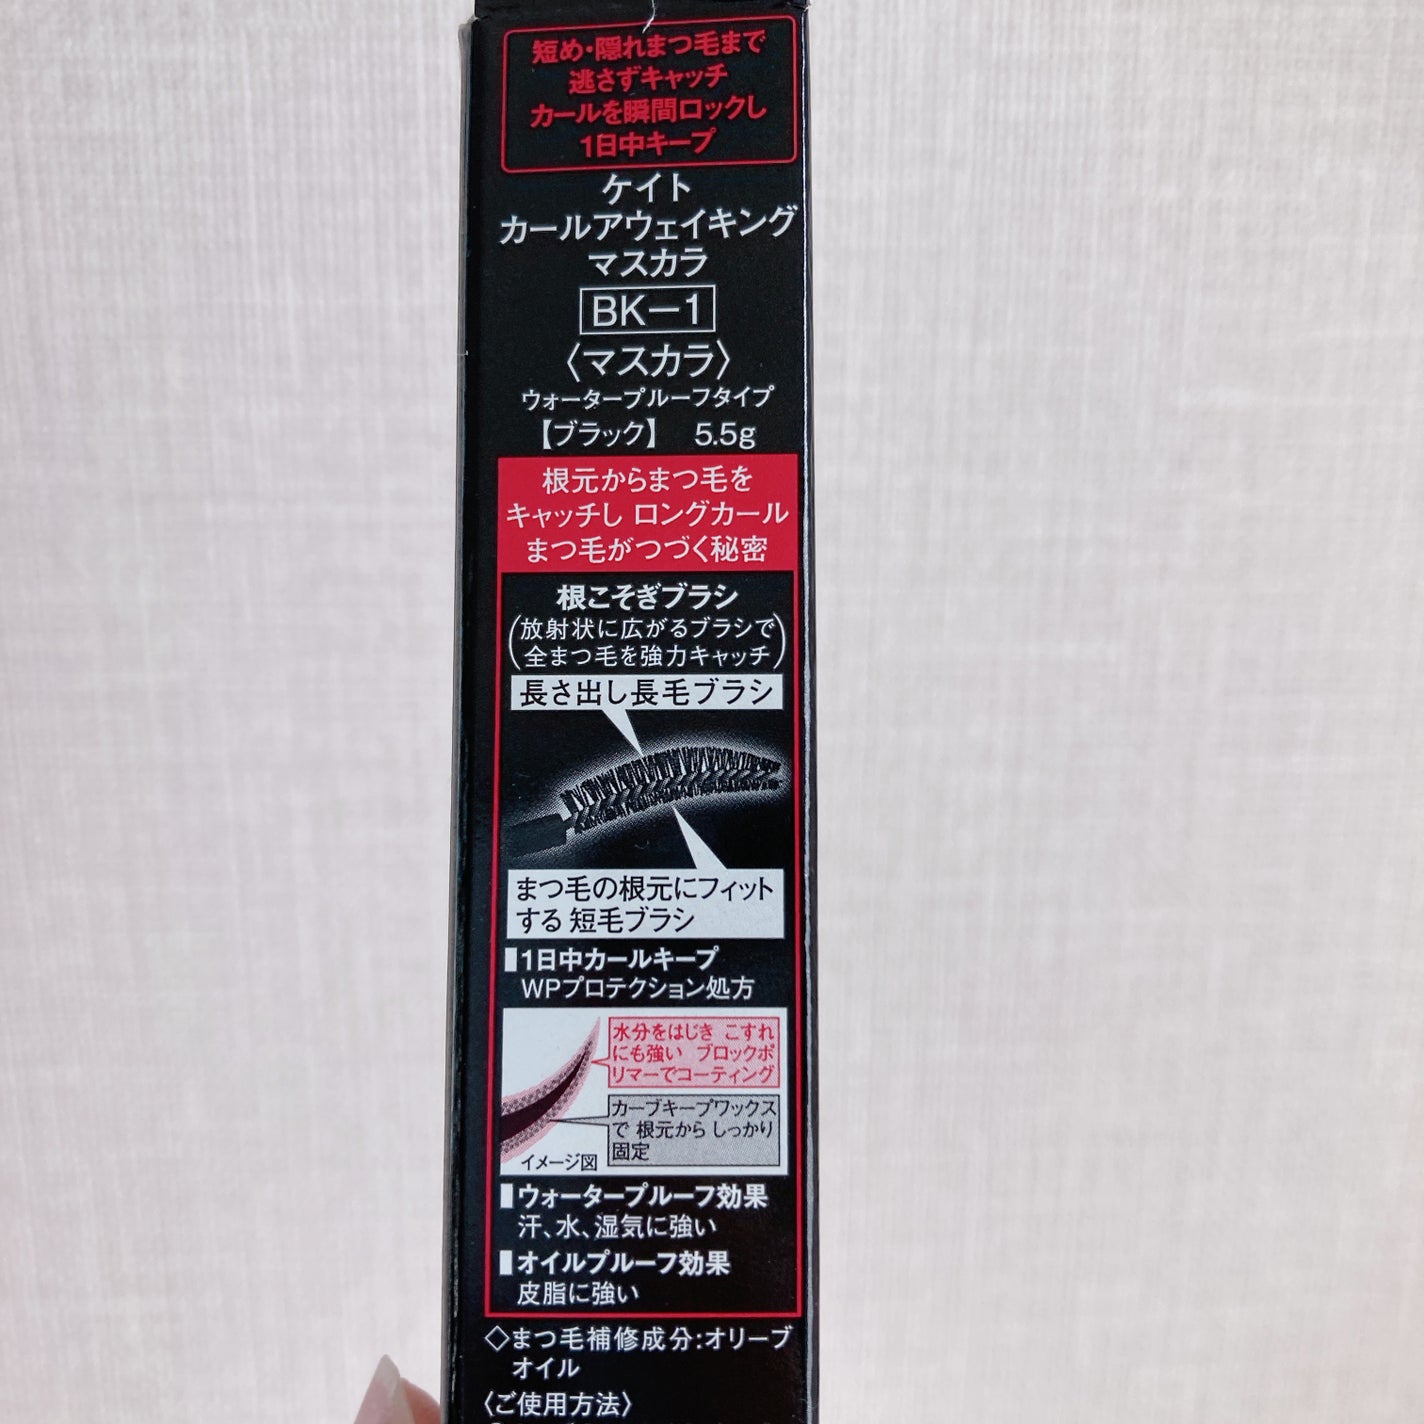 短め・隠れまつ毛まで
逃さずキャッチ
カールを瞬間ロックし
1日中キープ
ケイト
カールアウェイキング
マスカラ
BK－1
〈マスカラ〉
ウォータープルーフタイプ
【ブラック】 5.5g
根元からまつ毛を
キャッチし ロングカール
まつ毛がつづく秘密
根こそぎブラシ
(放射状に広がるブラシで
全まつ毛を強力キャッチ)
長さ出し長毛ブラシ
まつ毛の根元にフィット
する 短毛ブラシ
▮1日中カールキープ
WPプロテクション処方
水分をはじき こすれ
にも強い ブロックポ
リマーでコーティング
カーブキープワックス
で 根元から しっかり
固定
イメージ図
▮ウォータープルーフ効果
汗、水、湿気に強い
▮オイルプルーフ効果
皮脂に強い
◇まつ毛補修成分:オリーブ
オイル
〈ご使用方法〉